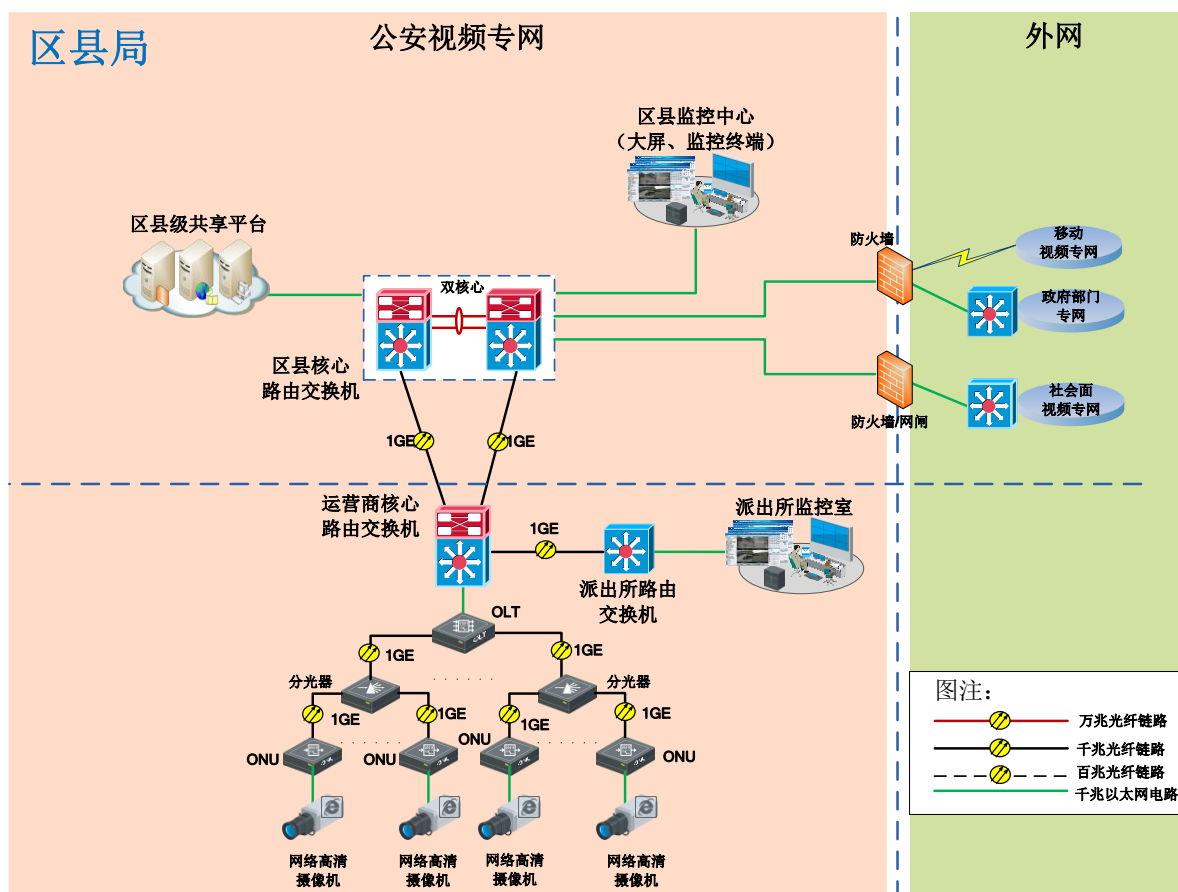 区县局
公安视频专网
外网
区县监控中心
（大屏、监控终端）
区县级共享平台
双核心
区县核心
路由交换机
防火墙
移动
视频专网
政府部门
专网
社会面
视频专网
防火墙/网闸
1GE
1GE
运营商核心
路由交换机
1GE
派出所监控室
派出所路由
交换机
OLT
OLT
1GE
1GE
分光器
. . . . . .
分光器
1GE
1GE
1GE
1GE
ONU
ONU
ONU
ONU
网络高清
摄像机
网络高清
摄像机
网络高清
摄像机
网络高清
摄像机
图注：
万兆光纤链路
千兆光纤链路
百兆光纤链路
千兆以太网电路